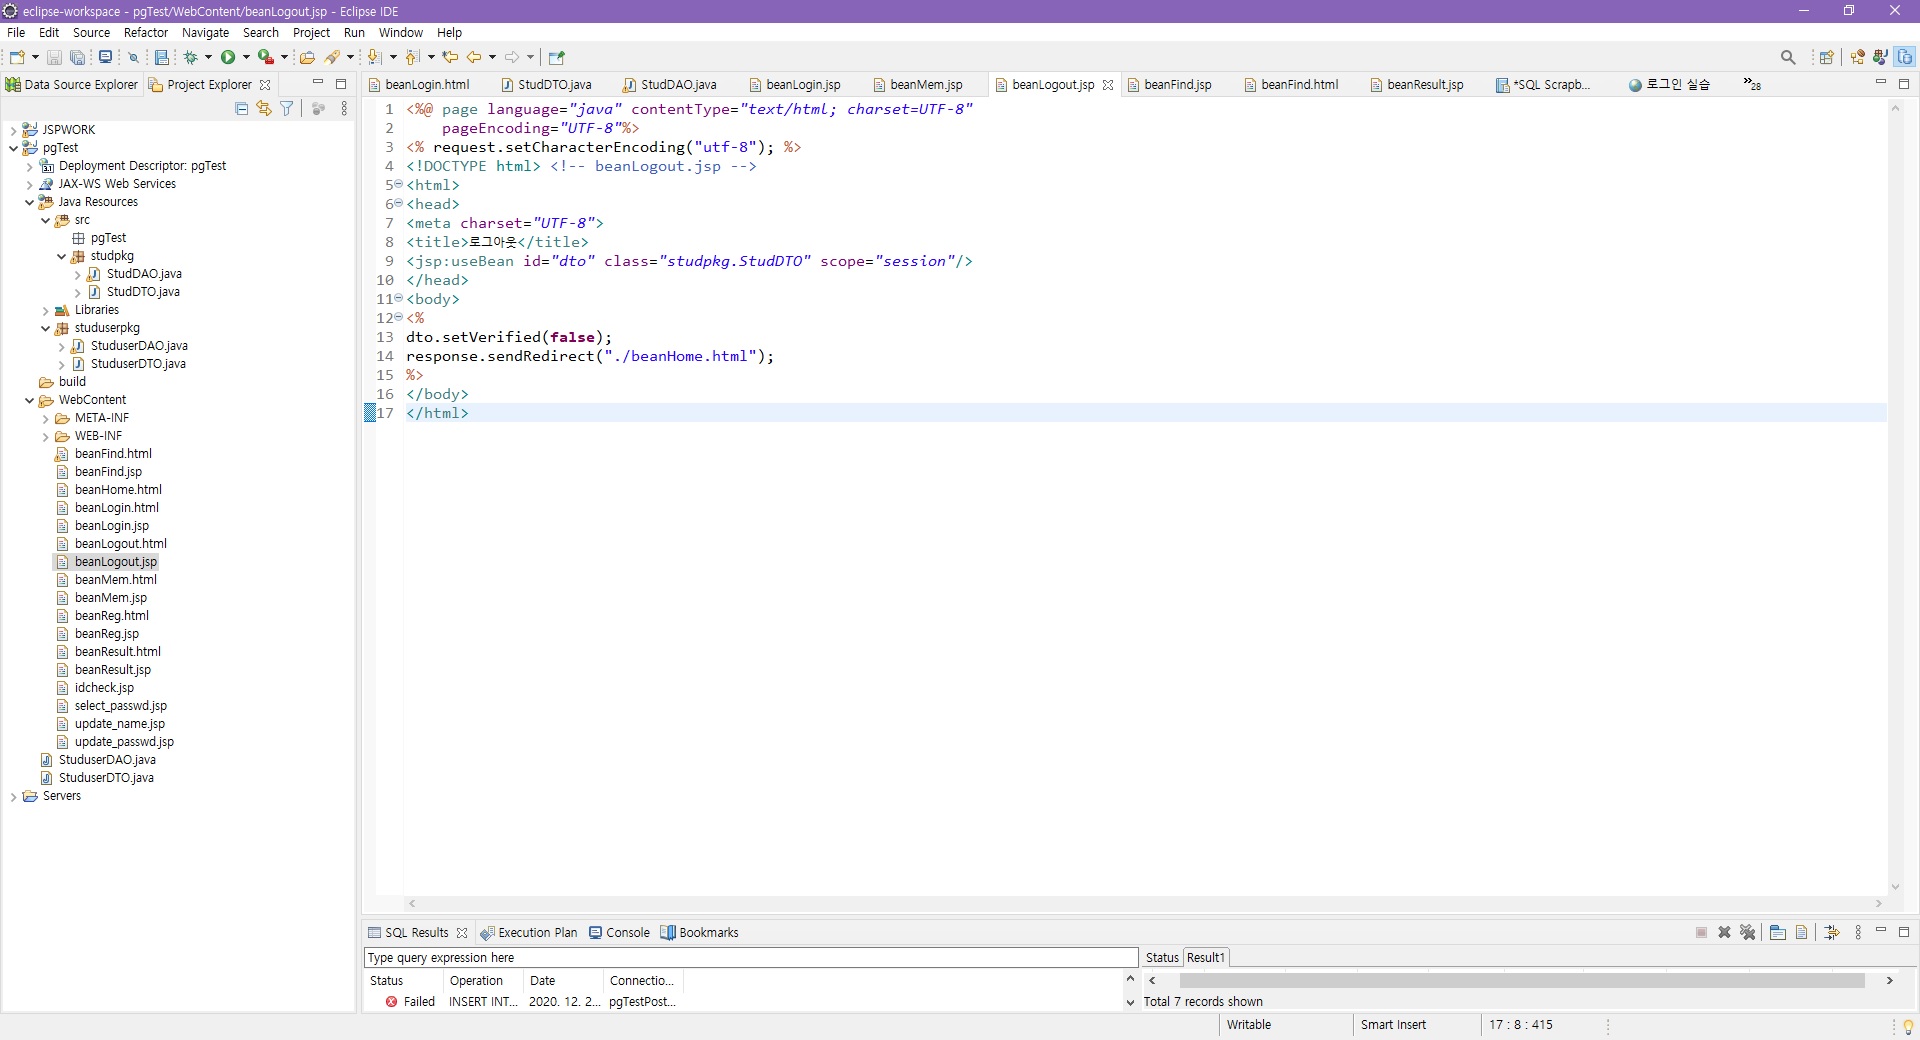 eclipse-workspace - pgTest/WebContent/beanLogout.jsp - Eclipse IDE
File Edit Source Refactor Navigate Search Project Run Window Help
Data Source Explorer Project Explorer
JSPWORK
pgTest
Deployment Descriptor: pgTest
JAX-WS Web Services
Java Resources
src
pgTest
studpkg
StudDAO.java
StudDTO.java
Libraries
studuserpkg
StuduserDAO.java
StuduserDTO.java
build
WebContent
META-INF
WEB-INF
beanFind.html
beanFind.jsp
beanHome.html
beanLogin.html
beanLogin.jsp
beanLogout.html
beanLogout.jsp
beanMem.html
beanMem.jsp
beanReg.html
beanReg.jsp
beanResult.html
beanResult.jsp
idcheck.jsp
select_passwd.jsp
update_name.jsp
update_passwd.jsp
StuduserDAO.java
StuduserDTO.java
Servers
beanLogin.html StudDTO.java StudDAO.java beanLogin.jsp beanMem.jsp beanLogout.jsp beanFind.jsp beanFind.html beanResult.jsp *SQL Scrapb... 로그인 실습 »28
1 <%@ page language="java" contentType="text/html; charset=UTF-8"
2     pageEncoding="UTF-8"%>
3 <% request.setCharacterEncoding("utf-8"); %>
4 <!DOCTYPE html> <!-- beanLogout.jsp -->
5 <html>
6 <head>
7 <meta charset="UTF-8">
8 <title>로그아웃</title>
9 <jsp:useBean id="dto" class="studpkg.StudDTO" scope="session"/>
10 </head>
11 <body>
12 <%
13 dto.setVerified(false);
14 response.sendRedirect("./beanHome.html");
15 %>
16 </body>
17 </html>
SQL Results Execution Plan Console Bookmarks
Type query expression here
Status Operation Date Connectio...
Failed INSERT INT... 2020. 12. 2... pgTestPost...
Status Result1
Total 7 records shown
Writable Smart Insert 17 : 8 : 415